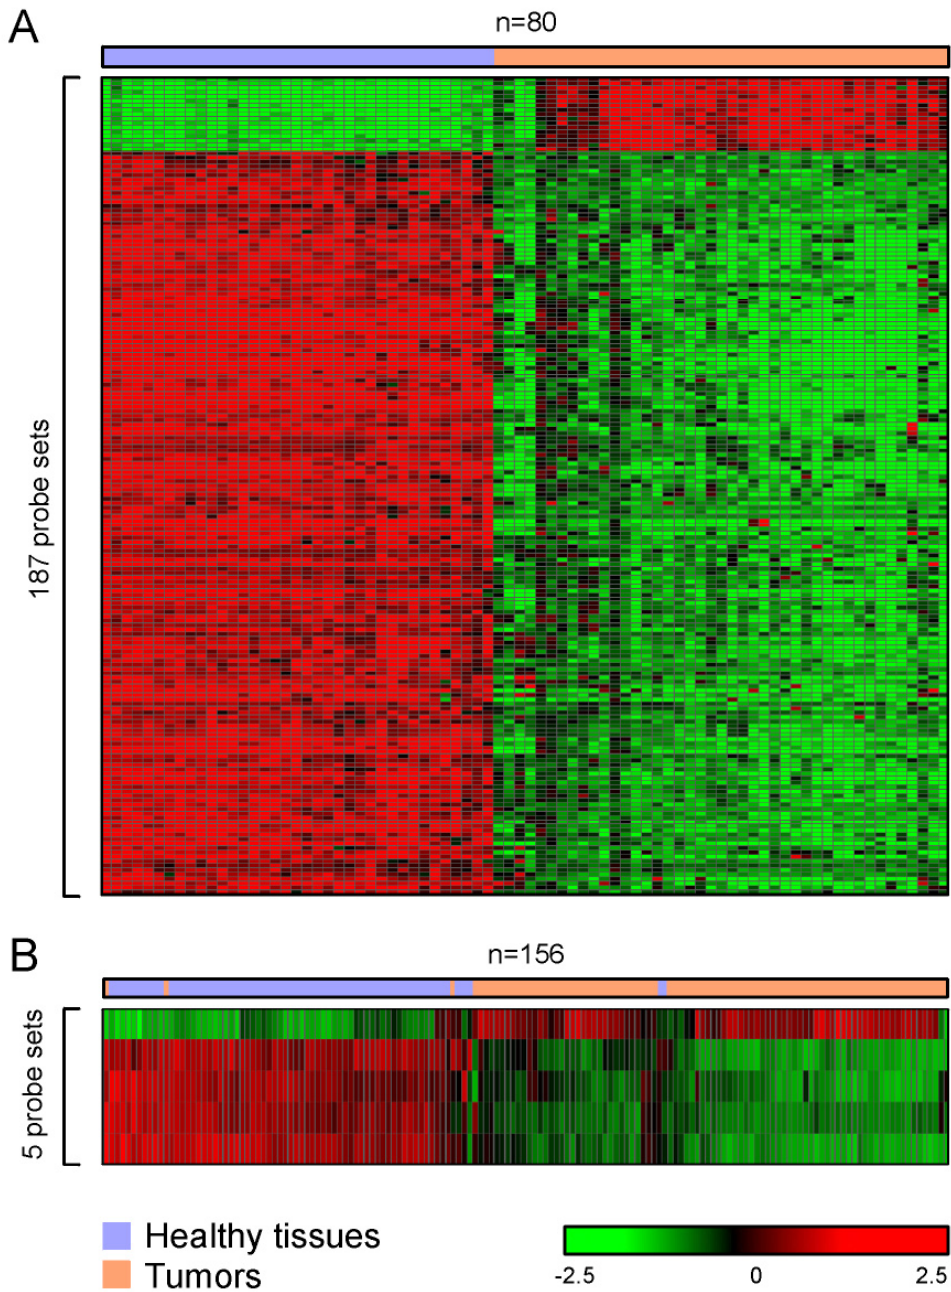 A
n=80
187 probe sets
B
n=156
5 probe sets
Healthy tissues
Tumors
-2.5 0 2.5